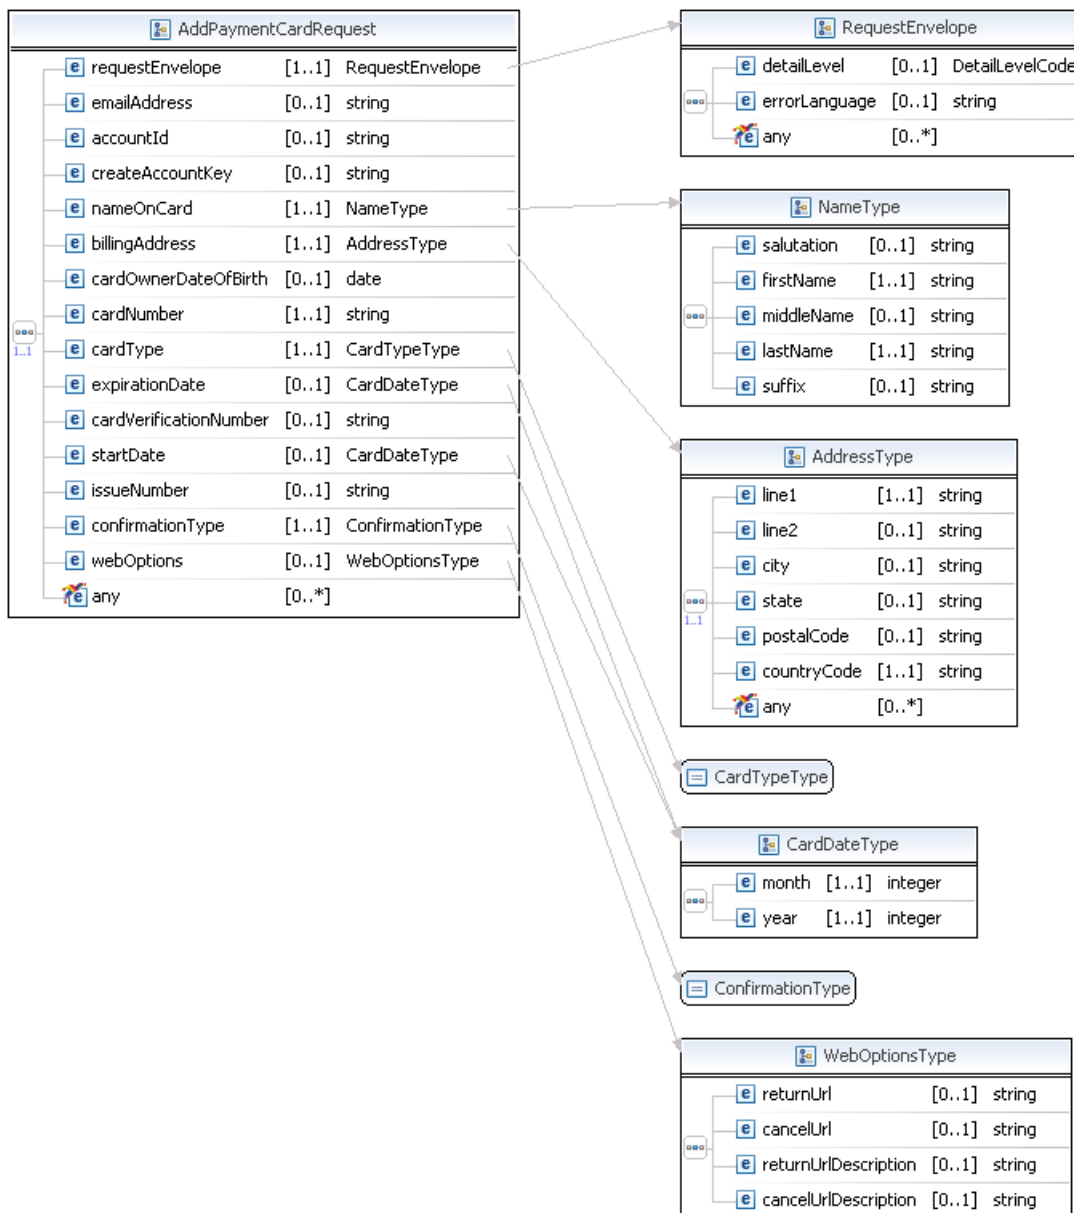 AddPaymentCardRequest
e requestEnvelope [1..1] RequestEnvelope
e emailAddress [0..1] string
e accountId [0..1] string
e createAccountKey [0..1] string
e nameOnCard [1..1] NameType
e billingAddress [1..1] AddressType
e cardOwnerDateOfBirth [0..1] date
e cardNumber [1..1] string
1..1
e cardType [1..1] CardTypeType
e expirationDate [0..1] CardDateType
e cardVerificationNumber [0..1] string
e startDate [0..1] CardDateType
e issueNumber [0..1] string
e confirmationType [1..1] ConfirmationType
e webOptions [0..1] WebOptionsType
e any [0..*]
RequestEnvelope
e detailLevel [0..1] DetailLevelCode
e errorLanguage [0..1] string
e any [0..*]
NameType
e salutation [0..1] string
e firstName [1..1] string
e middleName [0..1] string
e lastName [1..1] string
e suffix [0..1] string
AddressType
e line1 [1..1] string
e line2 [0..1] string
e city [0..1] string
e state [0..1] string
1..1
e postalCode [0..1] string
e countryCode [1..1] string
e any [0..*]
CardTypeType
CardDateType
e month [1..1] integer
e year [1..1] integer
ConfirmationType
WebOptionsType
e returnUrl [0..1] string
e cancelUrl [0..1] string
e returnUrlDescription [0..1] string
e cancelUrlDescription [0..1] string